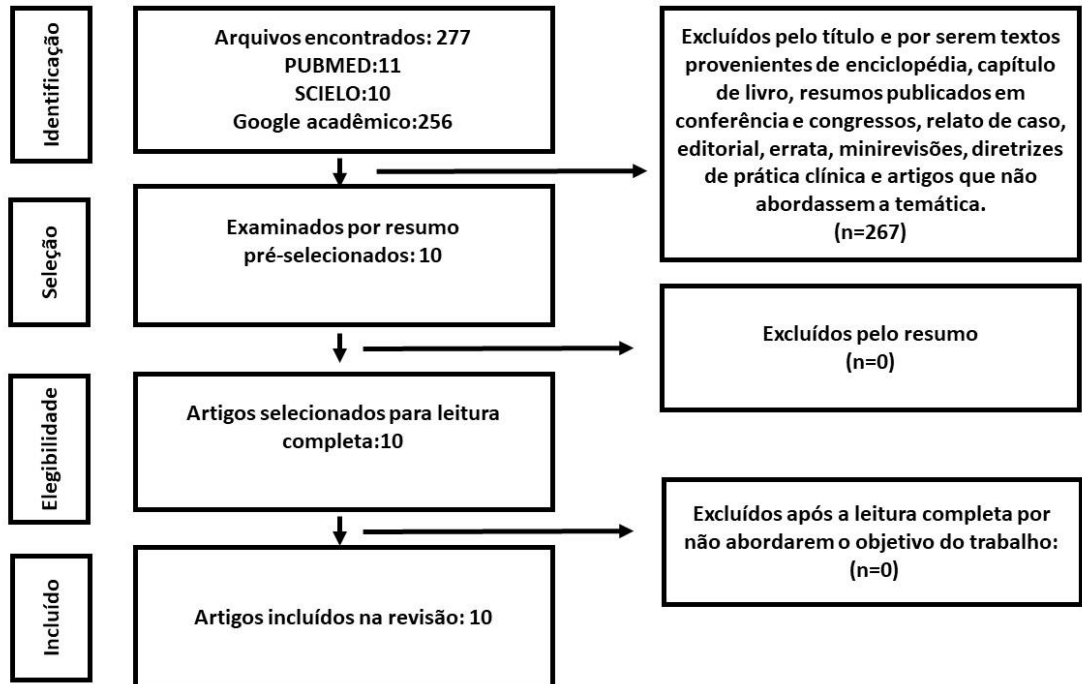 Identificação
Arquivos encontrados: 277
PUBMED:11
SCIELO:10
Google acadêmico:256
Excluídos pelo título e por serem textos
provenientes de enciclopédia, capítulo
de livro, resumos publicados em
conferência e congressos, relato de caso,
editorial, errata, minirevisões, diretrizes
de prática clínica e artigos que não
abordassem a temática.
(n=267)
Seleção
Examinados por resumo
pré-selecionados: 10
Excluídos pelo resumo
(n=0)
Elegibilidade
Artigos selecionados para leitura
completa:10
Excluídos após a leitura completa por
não abordarem o objetivo do trabalho:
(n=0)
Incluído
Artigos incluídos na revisão: 10